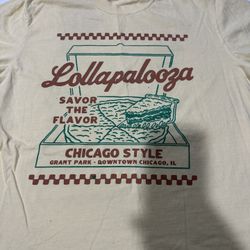 Lollapalooza
SAVOR
THE
FLAVOR
CHICAGO STYLE
GRANT PARK - DOWNTOWN CHICAGO, IL